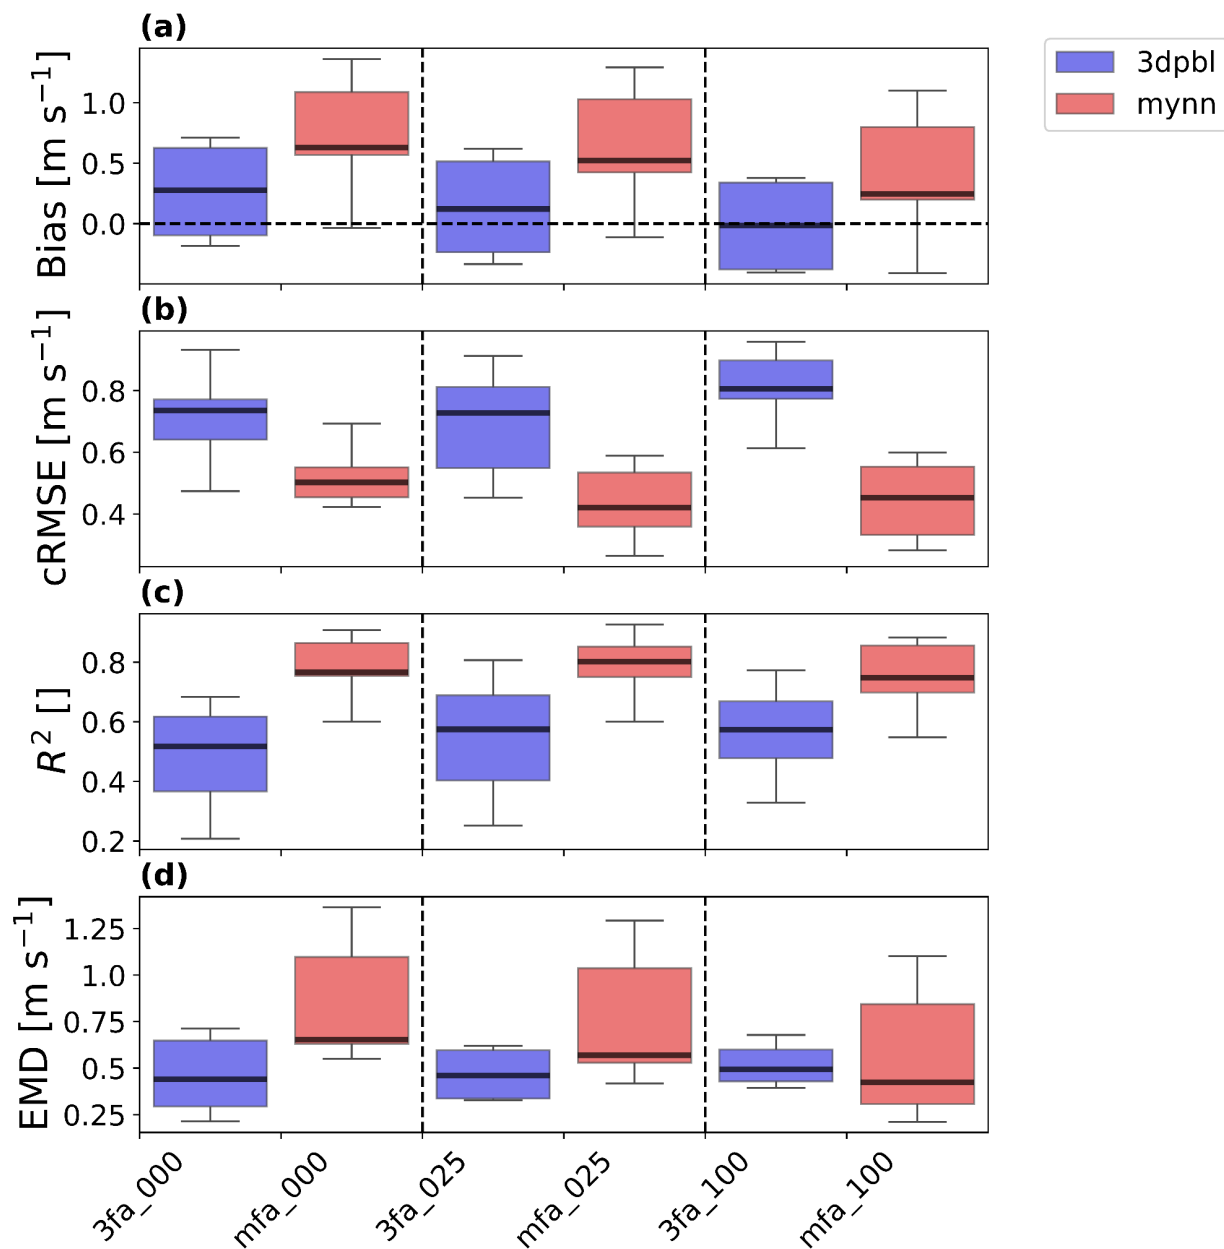 (a)
3dpbl
mynn
Bias [m s⁻¹]
1.0
0.5
0.0
(b)
cRMSE [m s⁻¹]
0.8
0.6
0.4
(c)
R² []
0.8
0.6
0.4
0.2
(d)
EMD [m s⁻¹]
1.25
1.0
0.75
0.5
0.25
3fa_000
mfa_000
3fa_025
mfa_025
3fa_100
mfa_100